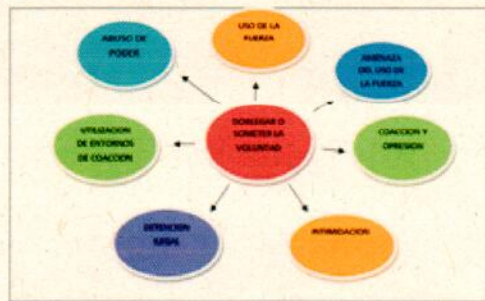 ABUSO DE
PODER
USO DE LA
FUERZA
AMENAZA
DEL USO DE
LA FUERZA
UTILIZACION
DE ENTORNOS
DE COACCION
DOBLEGAR O
SOMETER LA
VOLUNTAD
COACCION Y
OPRESION
DETENCION
ILEGAL
INTIMIDACION